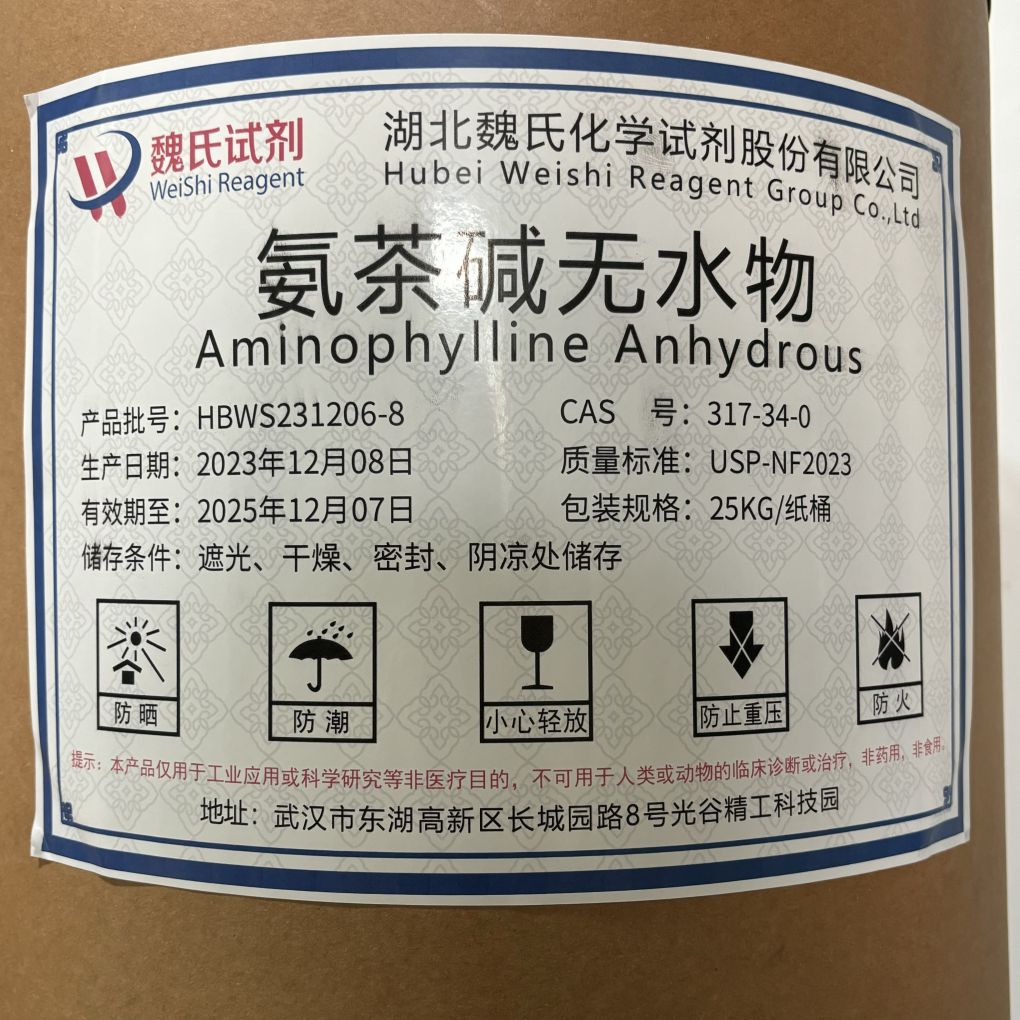 魏氏试剂
WeiShi Reagent
湖北魏氏化学试剂股份有限公司
Hubei Weishi Reagent Group Co.,Ltd
氨茶碱无水物
Aminophylline Anhydrous
产品批号：HBWS231206-8 CAS 号：317-34-0
生产日期：2023年12月08日 质量标准：USP-NF2023
有效期至：2025年12月07日 包装规格：25KG/纸桶
储存条件：遮光、干燥、密封、阴凉处储存
防晒 防潮 小心轻放 防止重压 防火
提示：本产品仅用于工业应用或科学研究等非医疗目的，不可用于人类或动物的临床诊断或治疗，非药用，非食用。
地址：武汉市东湖高新区长城园路8号光谷精工科技园